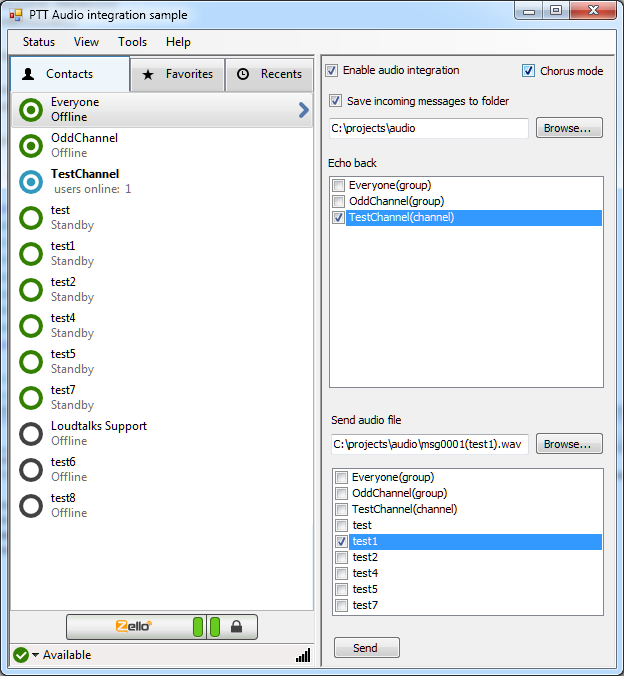 PTT Audio integration sample
Status View Tools Help
Contacts Favorites Recents
Everyone
Offline
OddChannel
Offline
TestChannel
users online: 1
test
Standby
test1
Standby
test2
Standby
test4
Standby
test5
Standby
test7
Standby
Loudtalks Support
Offline
test6
Offline
test8
Offline
Zello
Available
Enable audio integration Chorus mode
Save incoming messages to folder
C:\projects\audio Browse...
Echo back
Everyone(group)
OddChannel(group)
TestChannel(channel)
Send audio file
C:\projects\audio\msg0001(test1).wav Browse...
Everyone(group)
OddChannel(group)
TestChannel(channel)
test
test1
test2
test4
test5
test7
Send